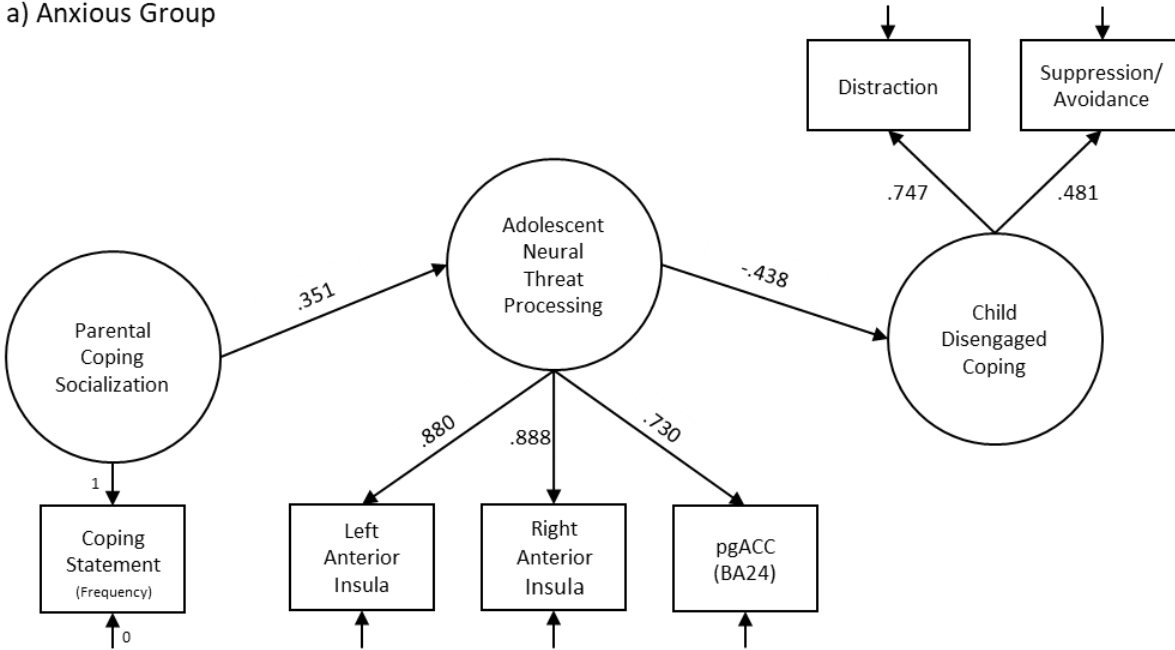 a) Anxious Group
Distraction
Suppression/
Avoidance
.747
.481
Adolescent
Neural
Threat
Processing
.351
-.438
Parental
Coping
Socialization
Child
Disengaged
Coping
.880
.888
.730
1
Coping
Statement
(Frequency)
0
Left
Anterior
Insula
Right
Anterior
Insula
pgACC
(BA24)